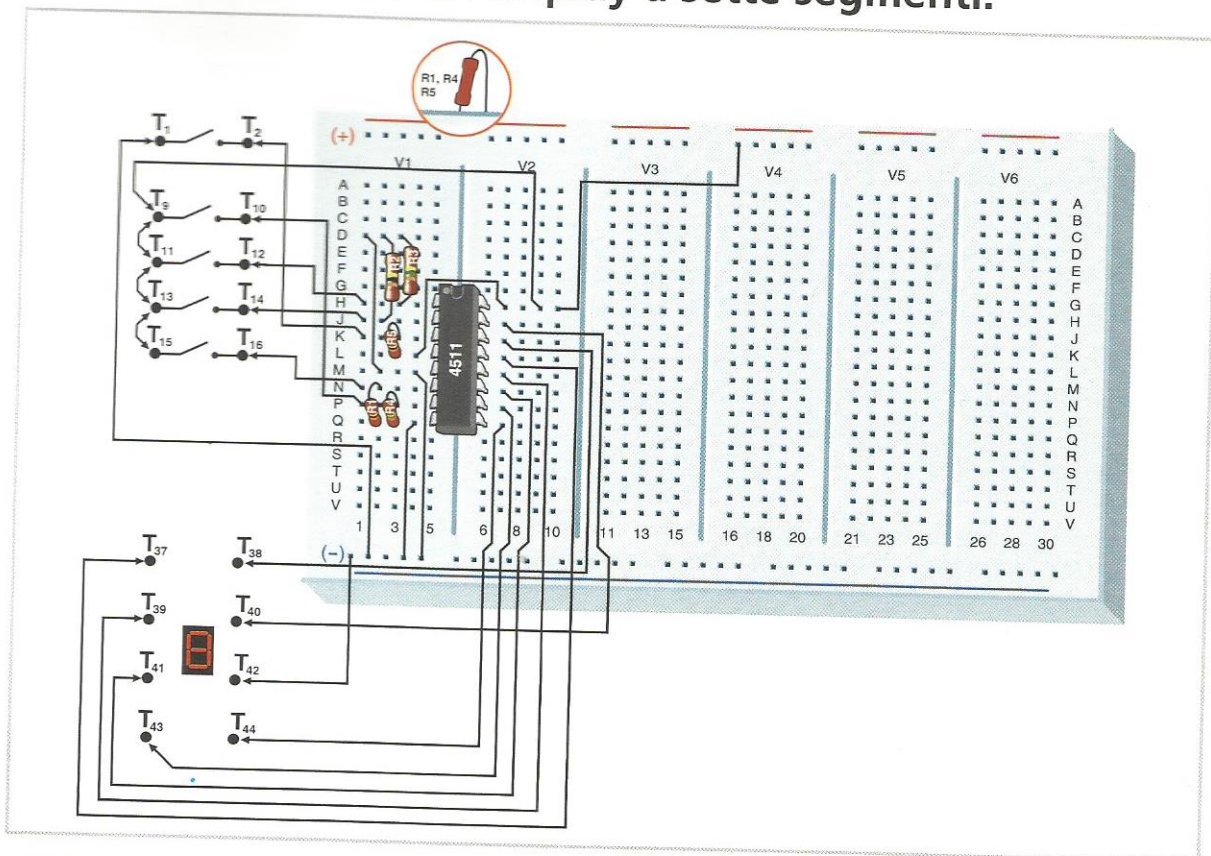 a sette segmenti.
R1, R4
R5
T1
T2
(+)
V1
V2
V3
V4
V5
V6
T9
T10
T11
T12
T13
T14
T15
T16
A
B
C
D
E
F
G
H
J
K
L
M
N
P
Q
R
S
T
U
V
R2
R3
R5
R4
4511
A
B
C
D
E
F
G
H
J
K
L
M
N
P
Q
R
S
T
U
V
1 3 5 6 8 10 11 13 15 16 18 20 21 23 25 26 28 30
(−)
T37
T38
T39
T40
T41
T42
T43
T44